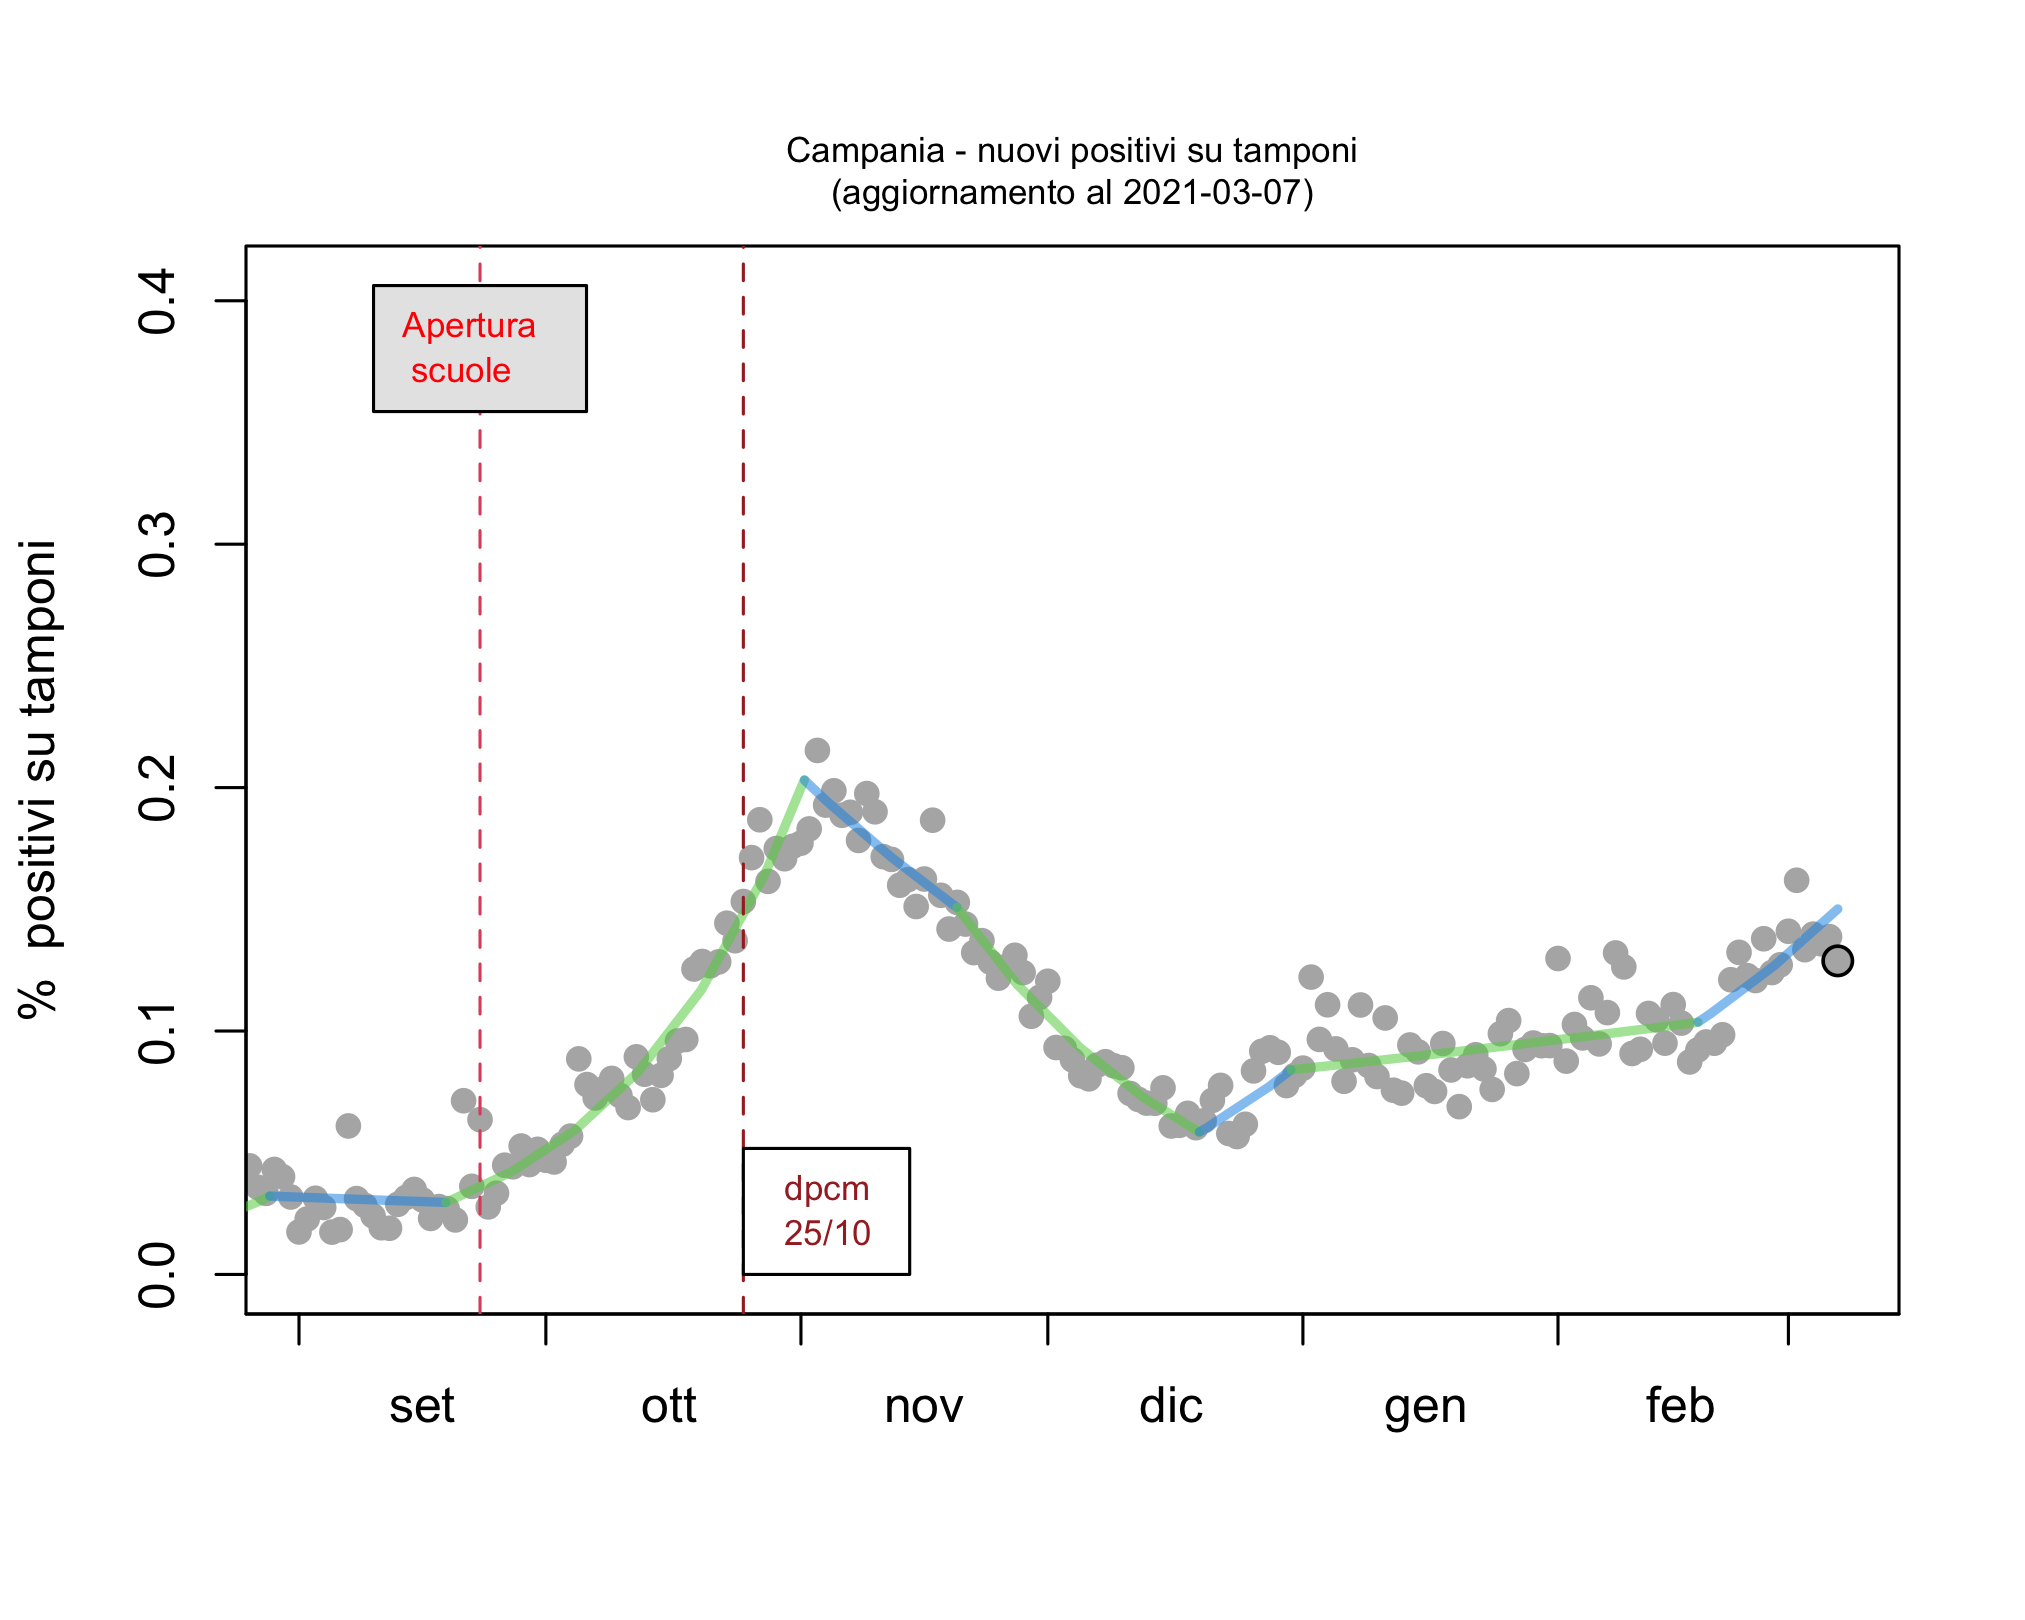 Campania - nuovi positivi su tamponi
(aggiornamento al 2021-03-07)
% positivi su tamponi
0.4
0.3
0.2
0.1
0.0
Apertura
scuole
dpcm
25/10
set ott nov dic gen feb